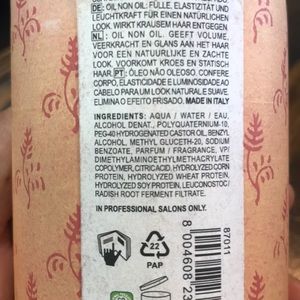 DE: OIL NON OIL: FÜLLE, ELASTIZITÄT UND
LEUCHTKRAFT FÜR EINEN NATÜRLICHEN
LOOK. WIRKT KRAUSEM HAAR ENTGEGEN.
NL: OIL NON OIL. GEEFT VOLUME,
VEERKRACHT EN GLANS AAN HET HAAR
VOOR EEN NATUURLIJKE EN ZACHTE
LOOK GAAT KROES EN STATISCH HAAR
TEGEN. PT: ÓLEO NÃO OLEOSO. CONFERE
CORPO, ELASTICIDADE E LUMINOSIDADE AO
CABELO PARA UM LOOK NATURAL E SUAVE.
ELIMINA O EFEITO FRISADO. MADE IN ITALY
INGREDIENTS: AQUA / WATER / EAU,
ALCOHOL DENAT., POLYQUATERNIUM-10,
PEG-40 HYDROGENATED CASTOR OIL, BENZYL
ALCOHOL, METHYL GLUCETH-20, SODIUM
BENZOATE, PARFUM / FRAGRANCE, VP/
DIMETHYLAMINOETHYLMETHACRYLATE
COPOLYMER, CITRIC ACID, HYDROLYZED CORN
PROTEIN, HYDROLYZED WHEAT PROTEIN,
HYDROLYZED SOY PROTEIN, LEUCONOSTOC/
RADISH ROOT FERMENT FILTRATE.
IN PROFESSIONAL SALONS ONLY.
22
PAP
87011
8 004608 23